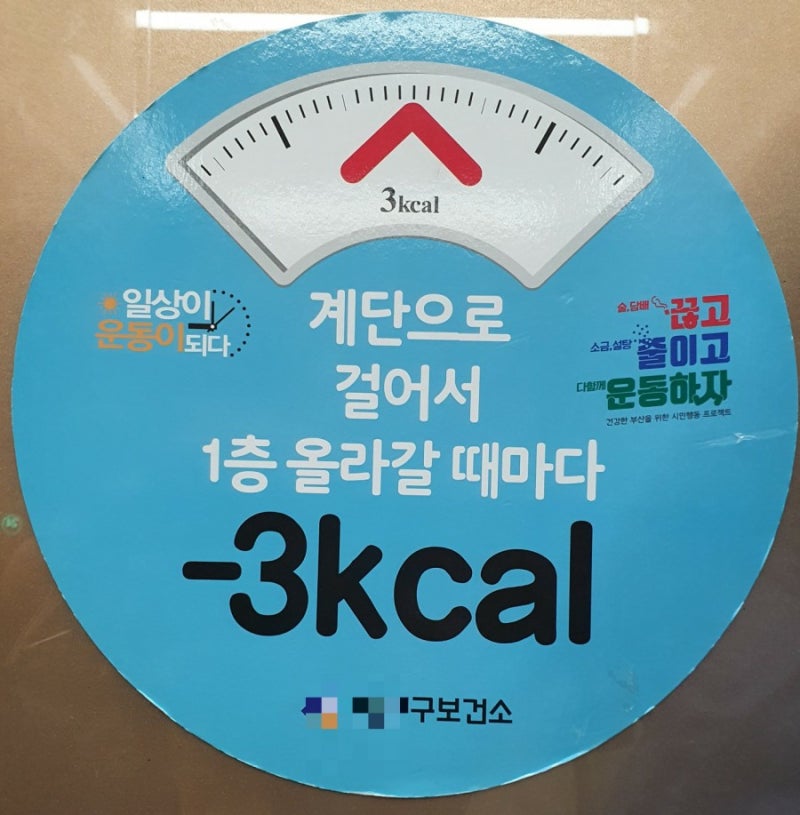 3kcal
일상이
운동이 되다
계단으로
걸어서
1층 올라갈 때마다
-3kcal
술, 담배 끊고
소금, 설탕 줄이고
다함께 운동하자
건강한 부산을 위한 시민행동 프로젝트
구보건소